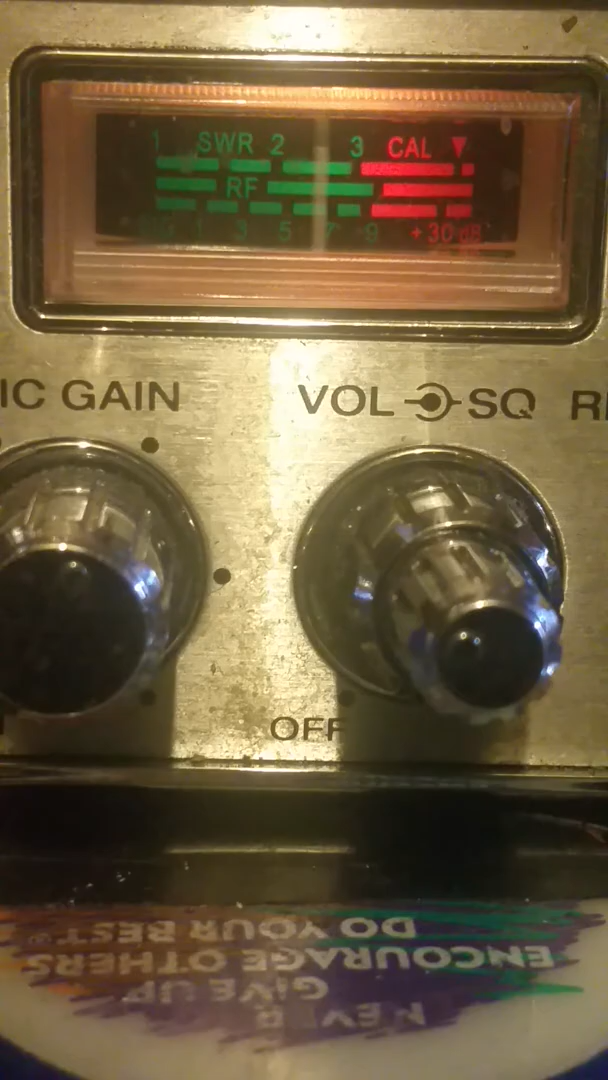 1 SWR 2 3 CAL
RF
SIG 1 3 5 7 9 +30 dB
IC GAIN
VOL SQ
OFF
DO YOUR BEST®
ENCOURAGE OTHERS
GIVE UP
NEVER